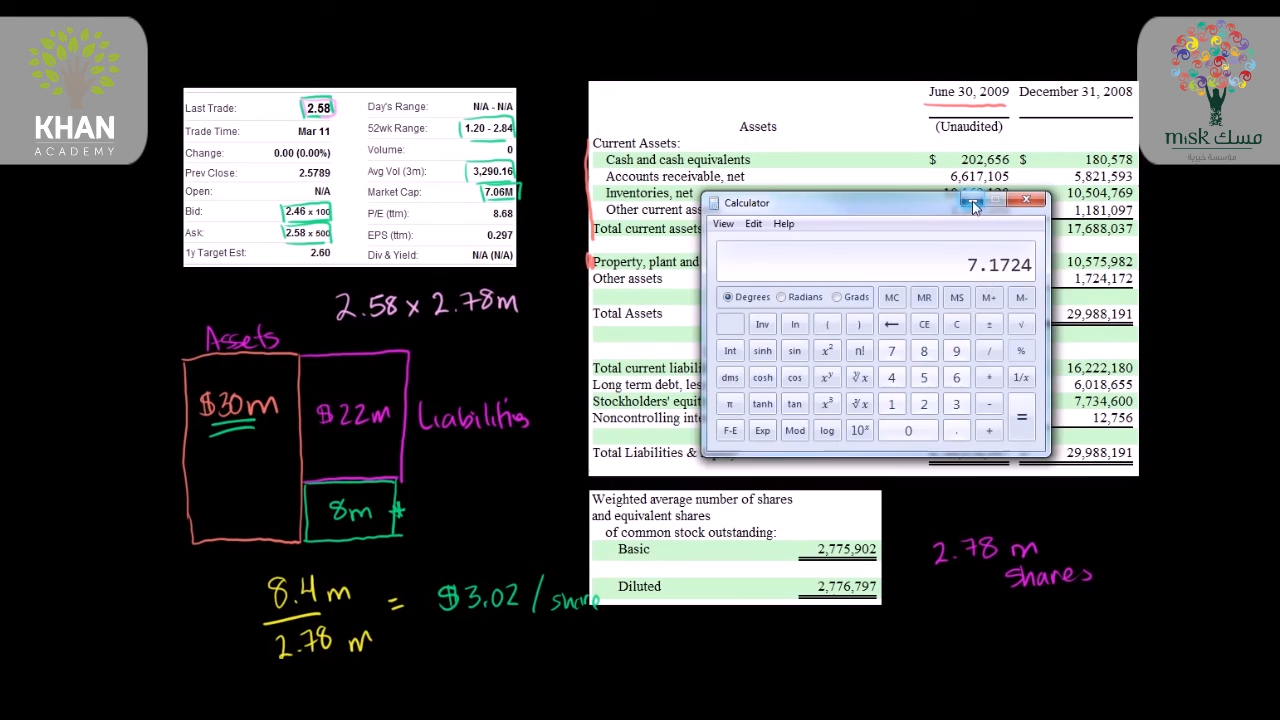 KHAN
ACADEMY
مسك misk
مؤسسة خيرية
Last Trade: 2.58
Trade Time: Mar 11
Change: 0.00 (0.00%)
Prev Close: 2.5789
Open: N/A
Bid: 2.46 x 100
Ask: 2.58 x 500
1y Target Est: 2.60
Day's Range: N/A - N/A
52wk Range: 1.20 - 2.84
Volume: 0
Avg Vol (3m): 3,290.16
Market Cap: 7.06M
P/E (ttm): 8.68
EPS (ttm): 0.297
Div & Yield: N/A (N/A)
2.58 x 2.78m
Assets
$30m
$22m
Liabilities
8m *
8.4 m
2.78 m
= $3.02 / share
June 30, 2009 December 31, 2008
Assets (Unaudited)
Current Assets:
Cash and cash equivalents $ 202,656 $ 180,578
Accounts receivable, net 6,617,105 5,821,593
Inventories, net 10,504,769
Other current ass 1,181,097
Total current assets 17,688,037
Property, plant and 10,575,982
Other assets 1,724,172
Total Assets 29,988,191
Total current liabili 16,222,180
Long term debt, les 6,018,655
Stockholders' equit 7,734,600
Noncontrolling inte 12,756
Total Liabilities & 29,988,191
Calculator
View Edit Help
7.1724
Degrees Radians Grads MC MR MS M+ M-
Inv ln ( ) ← CE C ± √
Int sinh sin x² n! 7 8 9 / %
dms cosh cos xʸ ʸ√x 4 5 6 * 1/x
π tanh tan x³ ³√x 1 2 3 - =
F-E Exp Mod log 10ˣ 0 . +
Weighted average number of shares
and equivalent shares
of common stock outstanding:
Basic 2,775,902
Diluted 2,776,797
2.78 m
shares